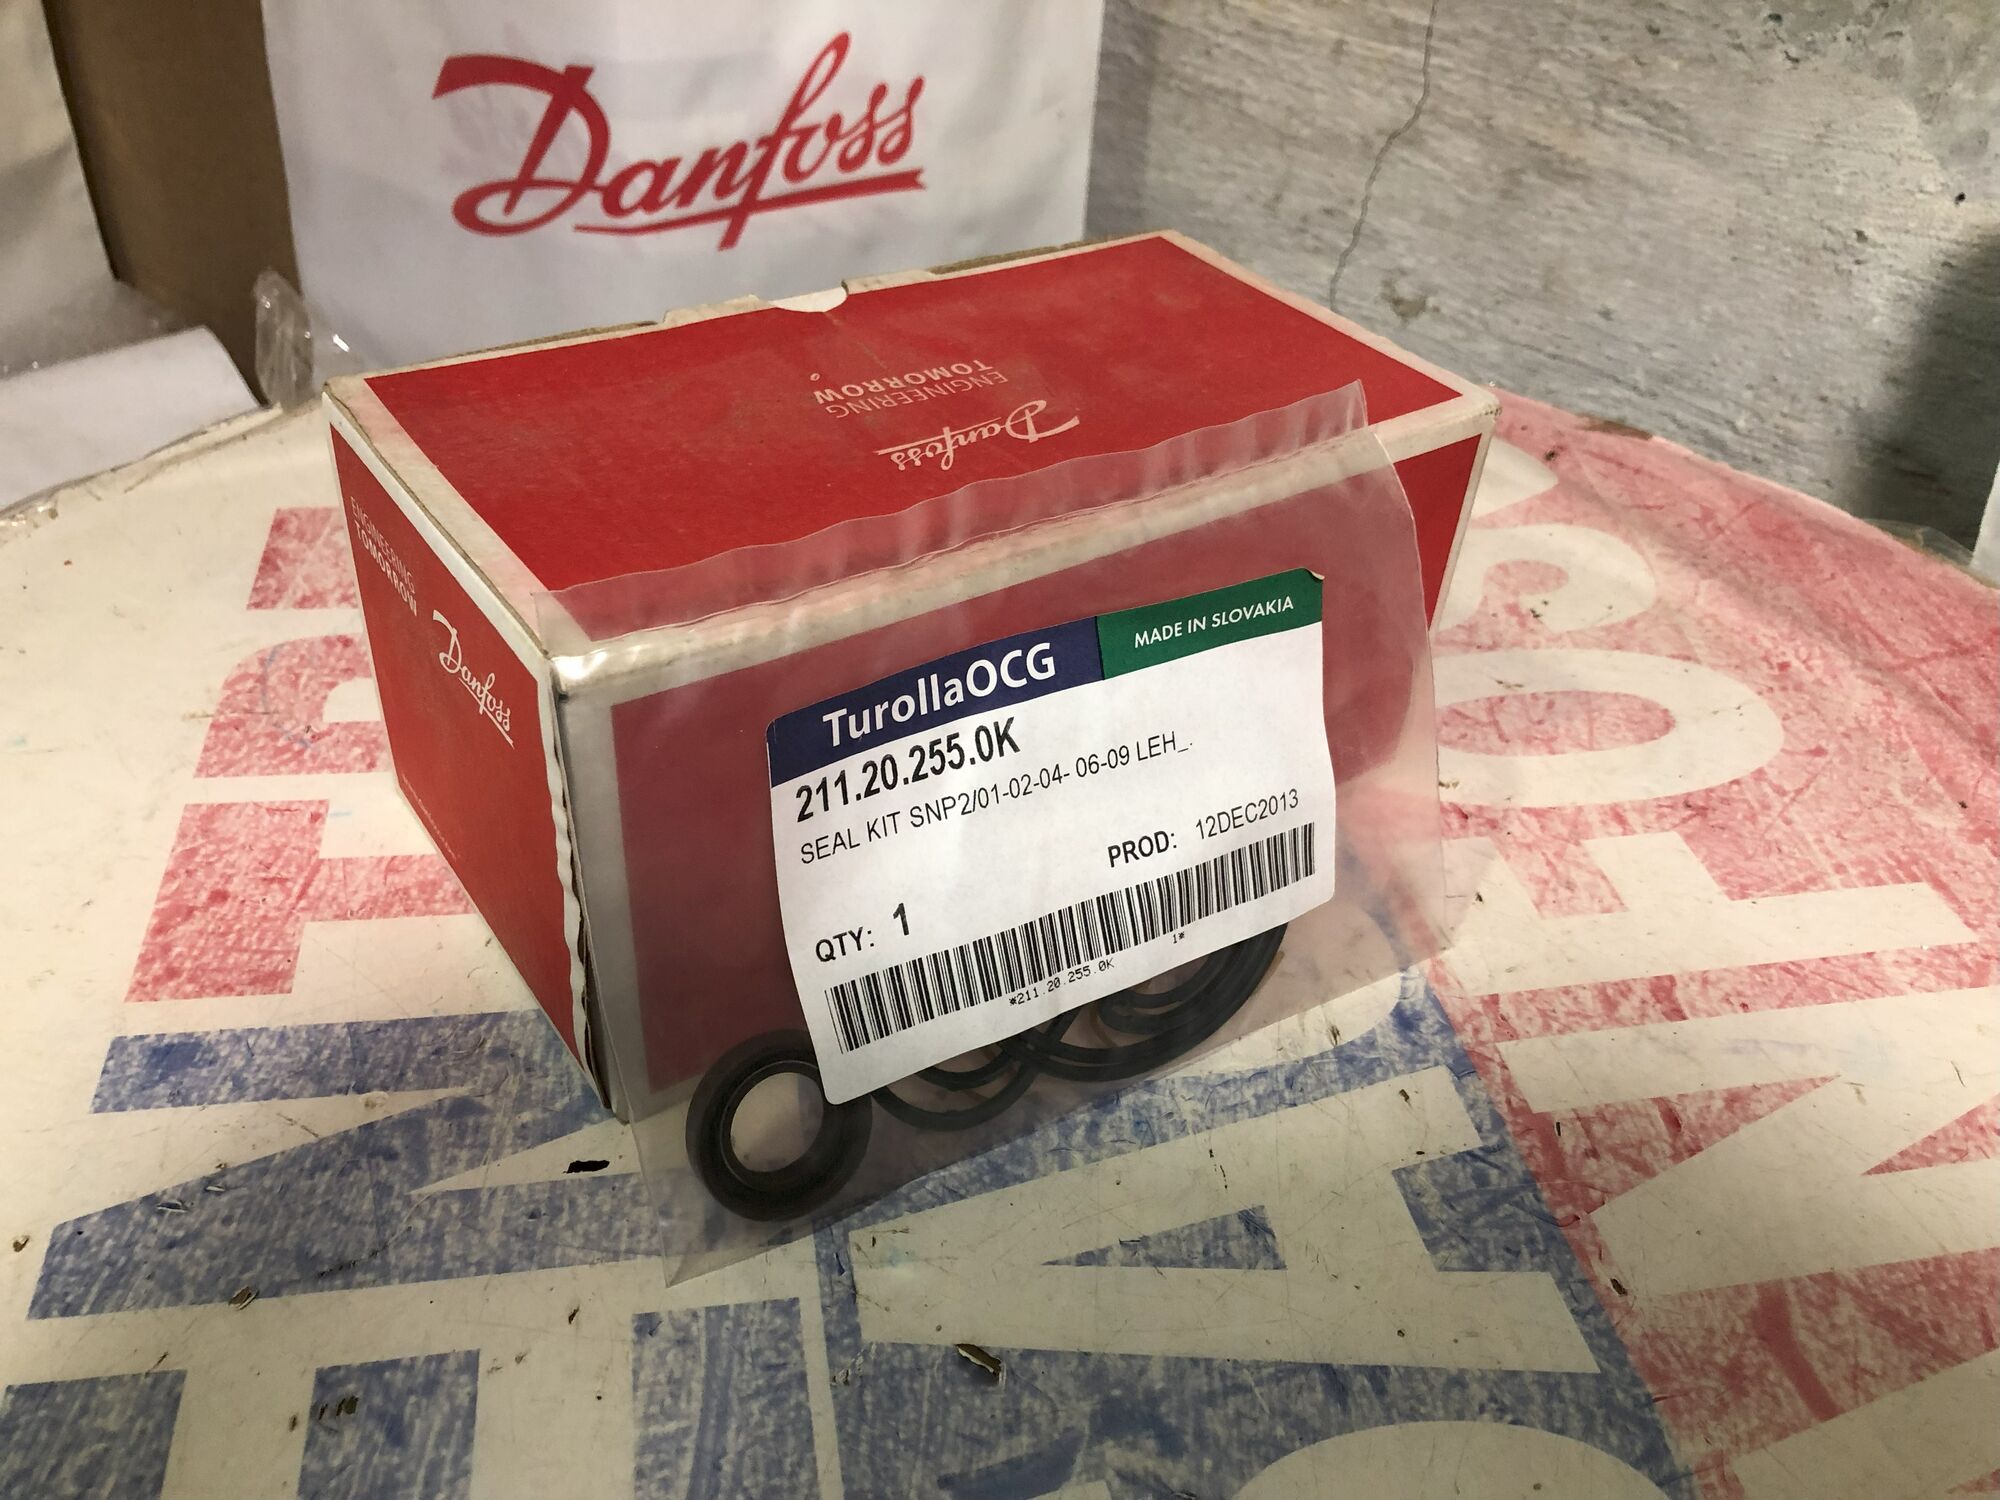 Danfoss
ENGINEERING
TOMORROW
Danfoss
ENGINEERING
TOMORROW
Danfoss
TurollaOCG
MADE IN SLOVAKIA
211.20.255.0K
SEAL KIT SNP2/01-02-04- 06-09 LEH_.
PROD: 12DEC2013
QTY: 1
*211.20.255.0K 1*